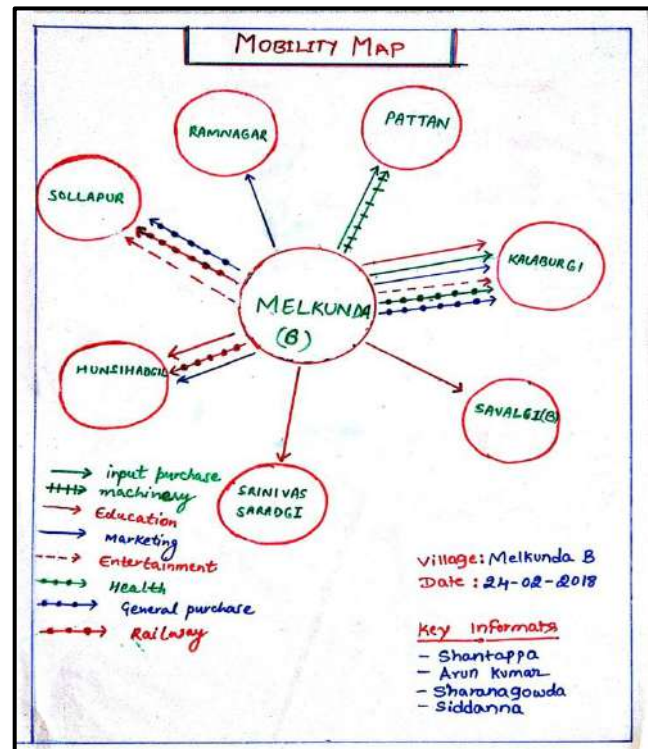 MOBILITY MAP
RAMNAGAR
PATTAN
SOLLAPUR
KALABURGI
MELKUNDA
(B)
HUNSIHADGIL
SAVALGI(B)
SRINIVAS
SARADGI
input purchase
machinery
Education
Marketing
Entertainment
Health
General purchase
Railway
Village: Melkunda B
Date : 24-02-2018
Key Informats
- Shantappa
- Arun Kumar
- Sharanagowda
- Siddanna